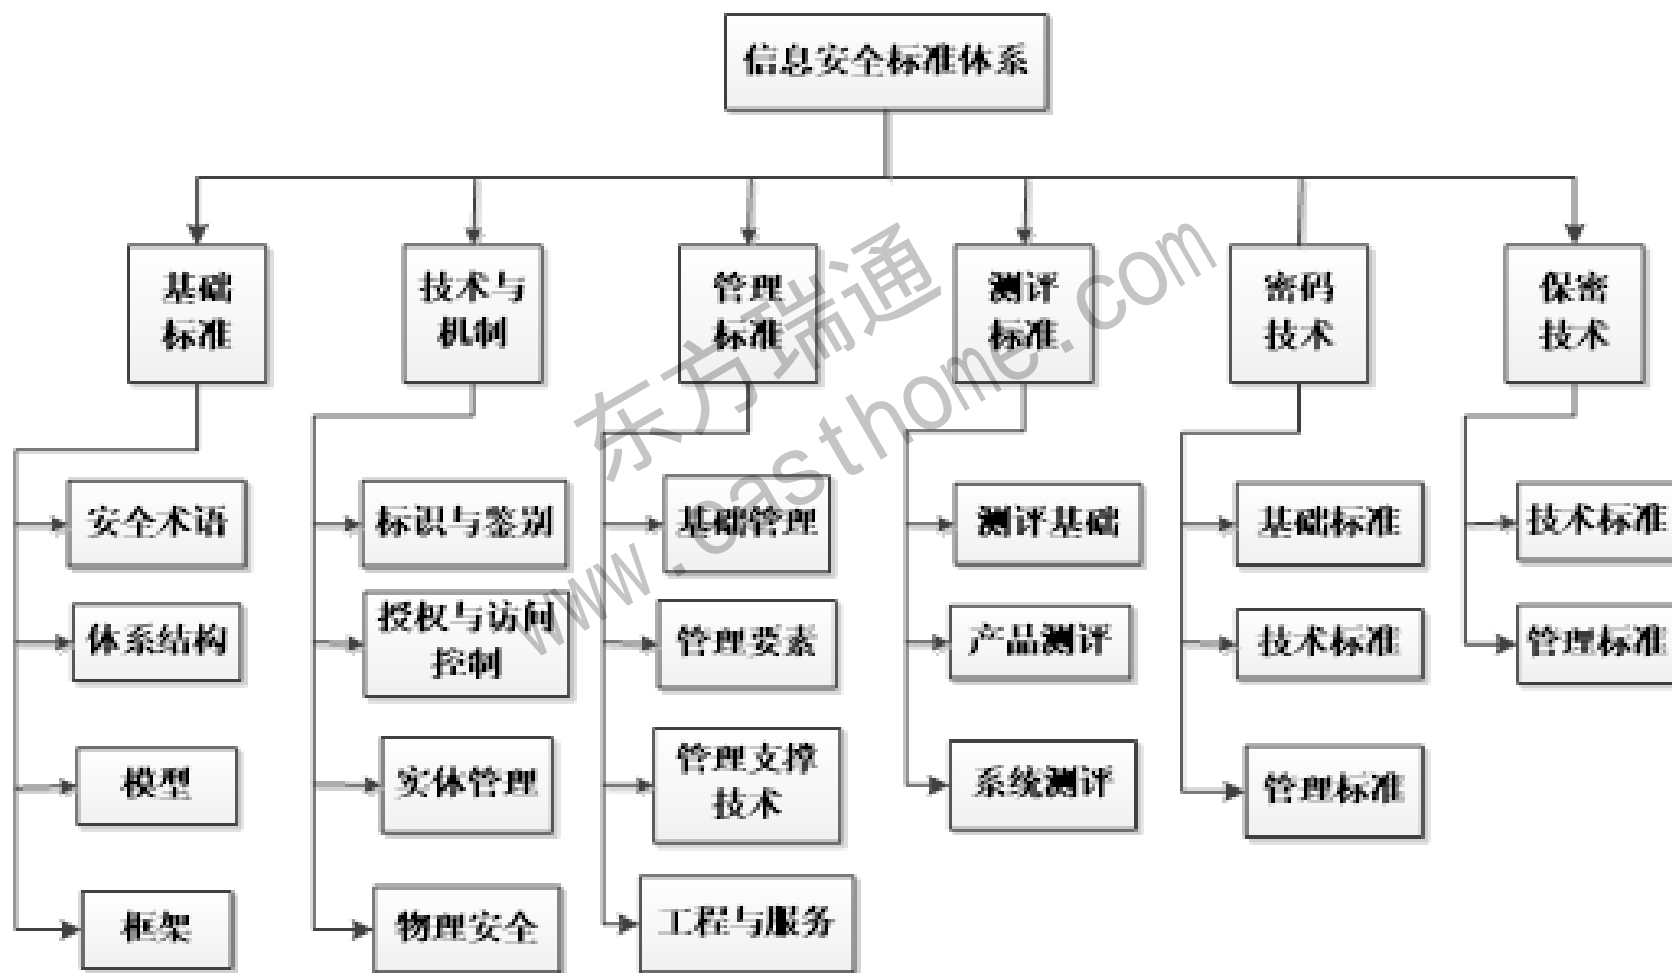 信息安全标准体系
基础
标准
技术与
机制
管理
标准
测评
标准
密码
技术
保密
技术
安全术语
体系结构
模型
框架
标识与鉴别
授权与访问
控制
实体管理
物理安全
基础管理
管理要素
管理支撑
技术
工程与服务
测评基础
产品测评
系统测评
基础标准
技术标准
管理标准
技术标准
管理标准
东方瑞通
www.oasthome.com